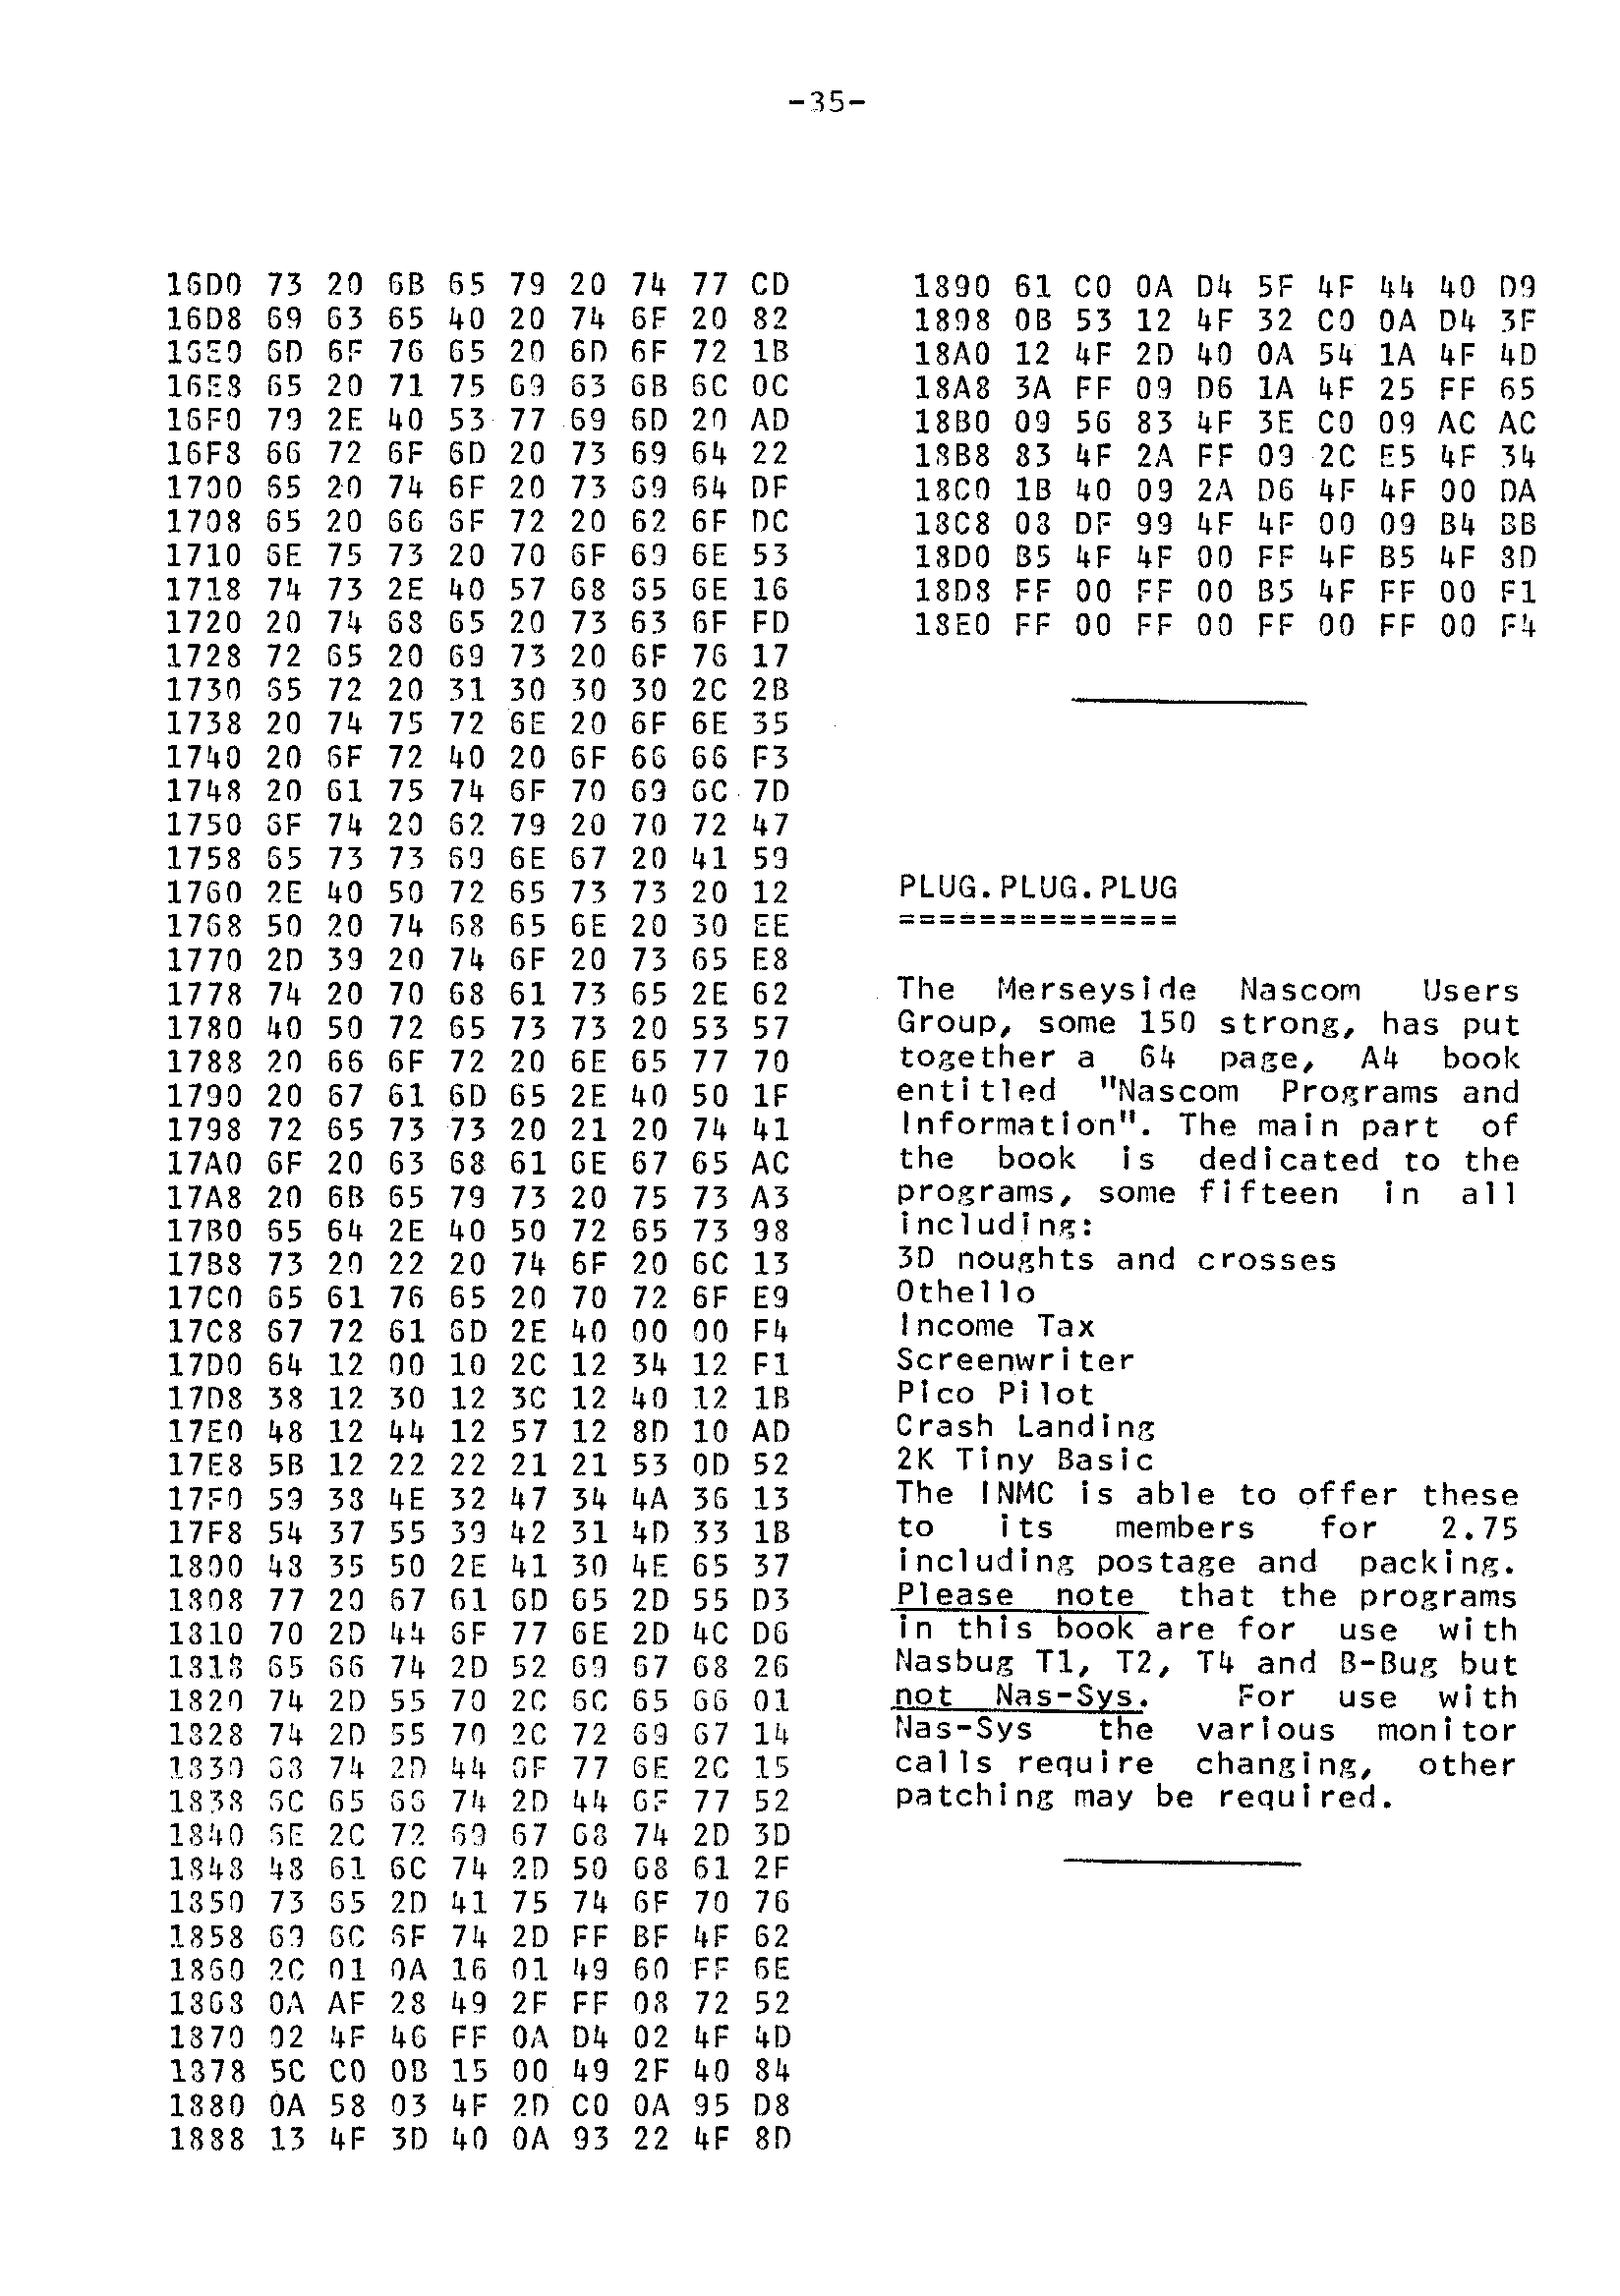 -35-
16D0 73 20 6B 65 79 20 74 77 CD
16D8 69 63 65 40 20 74 6F 20 82
16E0 6D 6F 76 65 20 6D 6F 72 1B
16E8 65 20 71 75 69 63 6B 6C 0C
16F0 79 2E 40 53 77 69 6D 20 AD
16F8 66 72 6F 6D 20 73 69 64 22
1700 65 20 74 6F 20 73 69 64 DF
1708 65 20 66 6F 72 20 62 6F DC
1710 6E 75 73 20 70 6F 69 6E 53
1718 74 73 2E 40 57 68 65 6E 16
1720 20 74 68 65 20 73 63 6F FD
1728 72 65 20 69 73 20 6F 76 17
1730 65 72 20 31 30 30 30 2C 2B
1738 20 74 75 72 6E 20 6F 6E 35
1740 20 6F 72 40 20 6F 66 66 F3
1748 20 61 75 74 6F 70 69 6C 7D
1750 6F 74 20 62 79 20 70 72 47
1758 65 73 73 69 6E 67 20 41 59
1760 2E 40 50 72 65 73 73 20 12
1768 50 20 74 68 65 6E 20 30 EE
1770 2D 39 20 74 6F 20 73 65 E8
1778 74 20 70 68 61 73 65 2E 62
1780 40 50 72 65 73 73 20 53 57
1788 20 66 6F 72 20 6E 65 77 70
1790 20 67 61 6D 65 2E 40 50 1F
1798 72 65 73 73 20 21 20 74 41
17A0 6F 20 63 68 61 6E 67 65 AC
17A8 20 6B 65 79 73 20 75 73 A3
17B0 65 64 2E 40 50 72 65 73 98
17B8 73 20 22 20 74 6F 20 6C 13
17C0 65 61 76 65 20 70 72 6F E9
17C8 67 72 61 6D 2E 40 00 00 F4
17D0 64 12 00 10 2C 12 34 12 F1
17D8 38 12 30 12 3C 12 40 12 1B
17E0 48 12 44 12 57 12 8D 10 AD
17E8 5B 12 22 22 21 21 53 0D 52
17F0 59 38 4E 32 47 34 4A 36 13
17F8 54 37 55 39 42 31 4D 33 1B
1800 48 35 50 2E 41 30 4E 65 37
1808 77 20 67 61 6D 65 2D 55 D3
1810 70 2D 44 6F 77 6E 2D 4C D6
1818 65 66 74 2D 52 69 67 68 26
1820 74 2D 55 70 2C 6C 65 66 01
1828 74 2D 55 70 2C 72 69 67 14
1830 68 74 2D 44 6F 77 6E 2C 15
1838 6C 65 66 74 2D 44 6F 77 52
1840 6E 2C 72 69 67 68 74 2D 3D
1848 48 61 6C 74 2D 50 68 61 2F
1850 73 65 2D 41 75 74 6F 70 76
1858 69 6C 6F 74 2D FF BF 4F 62
1860 2C 01 0A 16 01 49 60 FF 6E
1868 0A AF 28 49 2F FF 08 72 52
1870 02 4F 46 FF 0A D4 02 4F 4D
1878 5C C0 0B 15 00 49 2F 40 84
1880 0A 58 03 4F 2D C0 0A 95 D8
1888 13 4F 3D 40 0A 93 22 4F 8D
1890 61 C0 0A D4 5F 4F 44 40 D9
1898 0B 53 12 4F 32 C0 0A D4 3F
18A0 12 4F 2D 40 0A 54 1A 4F 4D
18A8 3A FF 09 D6 1A 4F 25 FF 65
18B0 09 56 83 4F 3E C0 09 AC AC
18B8 83 4F 2A FF 09 2C E5 4F 34
18C0 1B 40 09 2A D6 4F 4F 00 DA
18C8 08 DF 99 4F 4F 00 09 B4 BB
18D0 B5 4F 4F 00 FF 4F B5 4F 8D
18D8 FF 00 FF 00 B5 4F FF 00 F1
18E0 FF 00 FF 00 FF 00 FF 00 F4
PLUG.PLUG.PLUG
==============
The Merseyside Nascom Users
Group, some 150 strong, has put
together a 64 page, A4 book
entitled "Nascom Programs and
Information". The main part of
the book is dedicated to the
programs, some fifteen in all
including:
3D noughts and crosses
Othello
Income Tax
Screenwriter
Pico Pilot
Crash Landing
2K Tiny Basic
The INMC is able to offer these
to its members for 2.75
including postage and packing.
Please note that the programs
in this book are for use with
Nasbug T1, T2, T4 and B-Bug but
not Nas-Sys. For use with
Nas-Sys the various monitor
calls require changing, other
patching may be required.